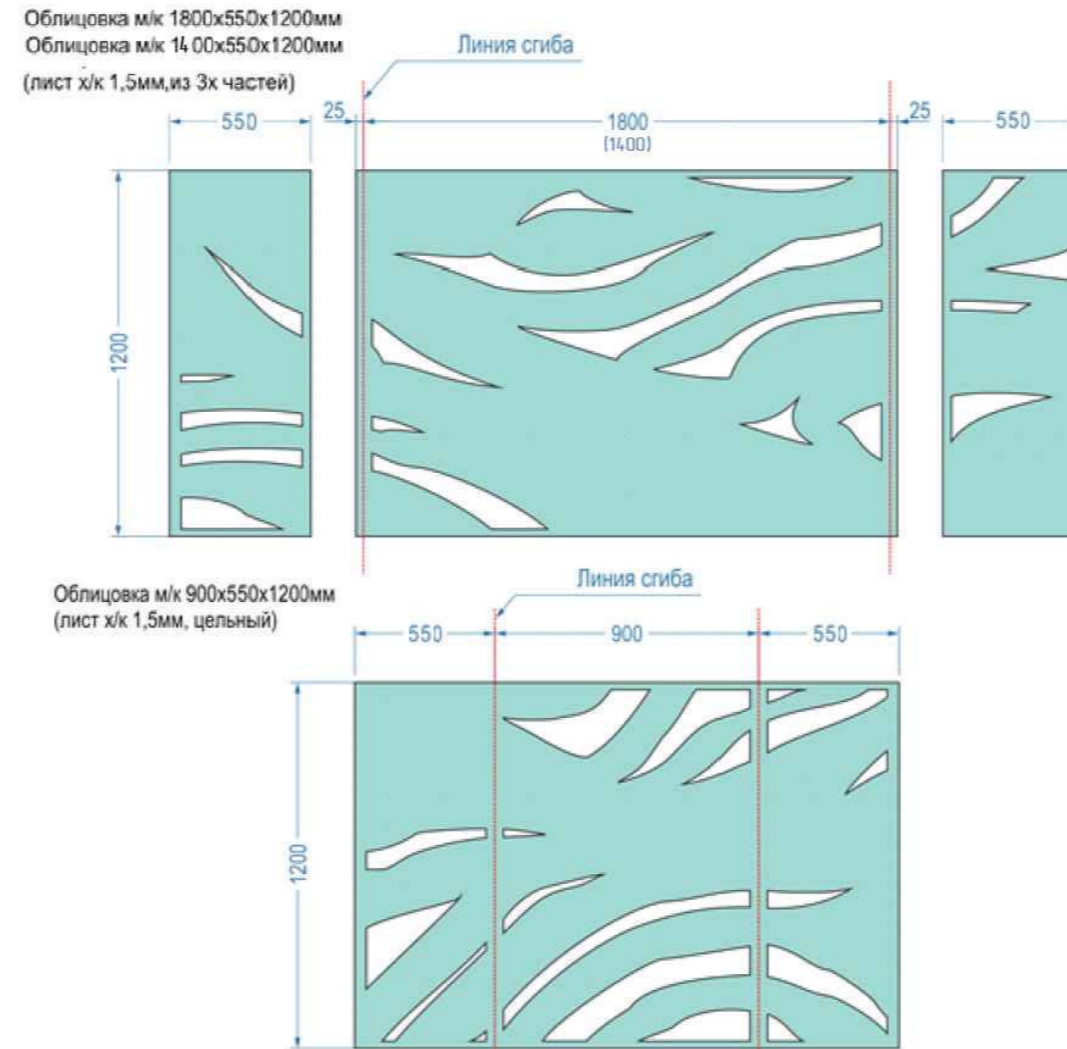 Облицовка м/к 1800х550х1200мм
Облицовка м/к 1400х550х1200мм
(лист х/к 1,5мм,из 3х частей)
Линия сгиба
550
25
1800
(1400)
25
550
1200
Облицовка м/к 900х550х1200мм
(лист х/к 1,5мм, цельный)
Линия сгиба
550
900
550
1200